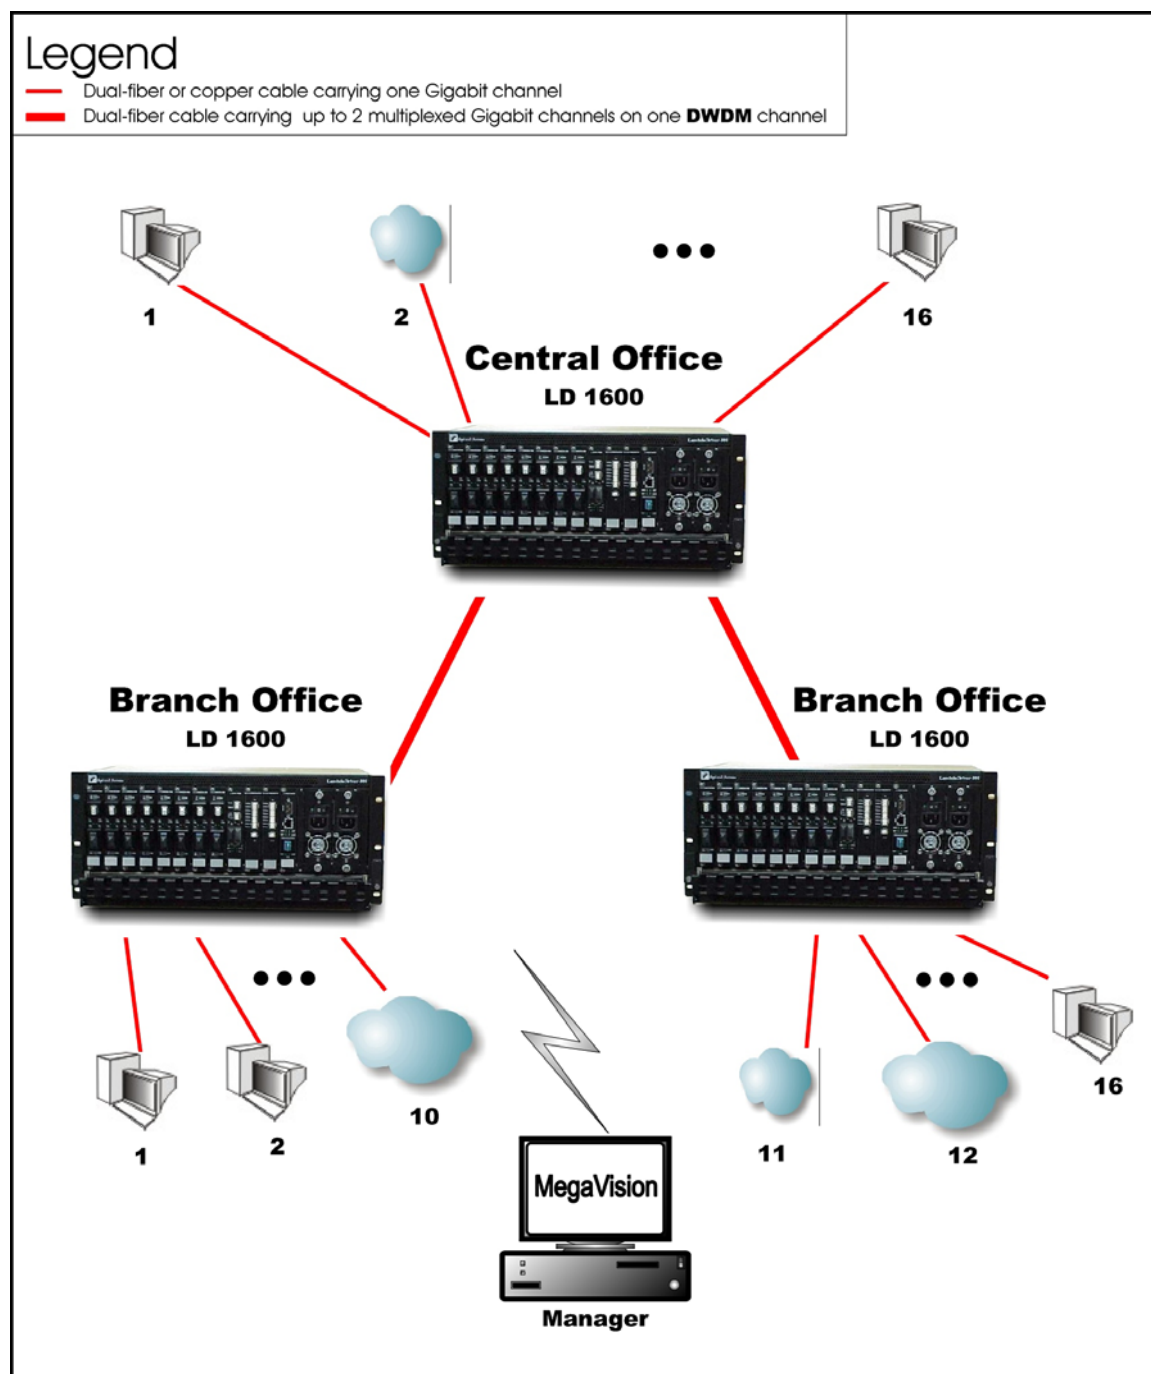 Legend
Dual-fiber or copper cable carrying one Gigabit channel
Dual-fiber cable carrying up to 2 multiplexed Gigabit channels on one DWDM channel
1
2
16
Central Office
LD 1600
Branch Office
LD 1600
Branch Office
LD 1600
1
2
10
11
12
16
MegaVision
Manager